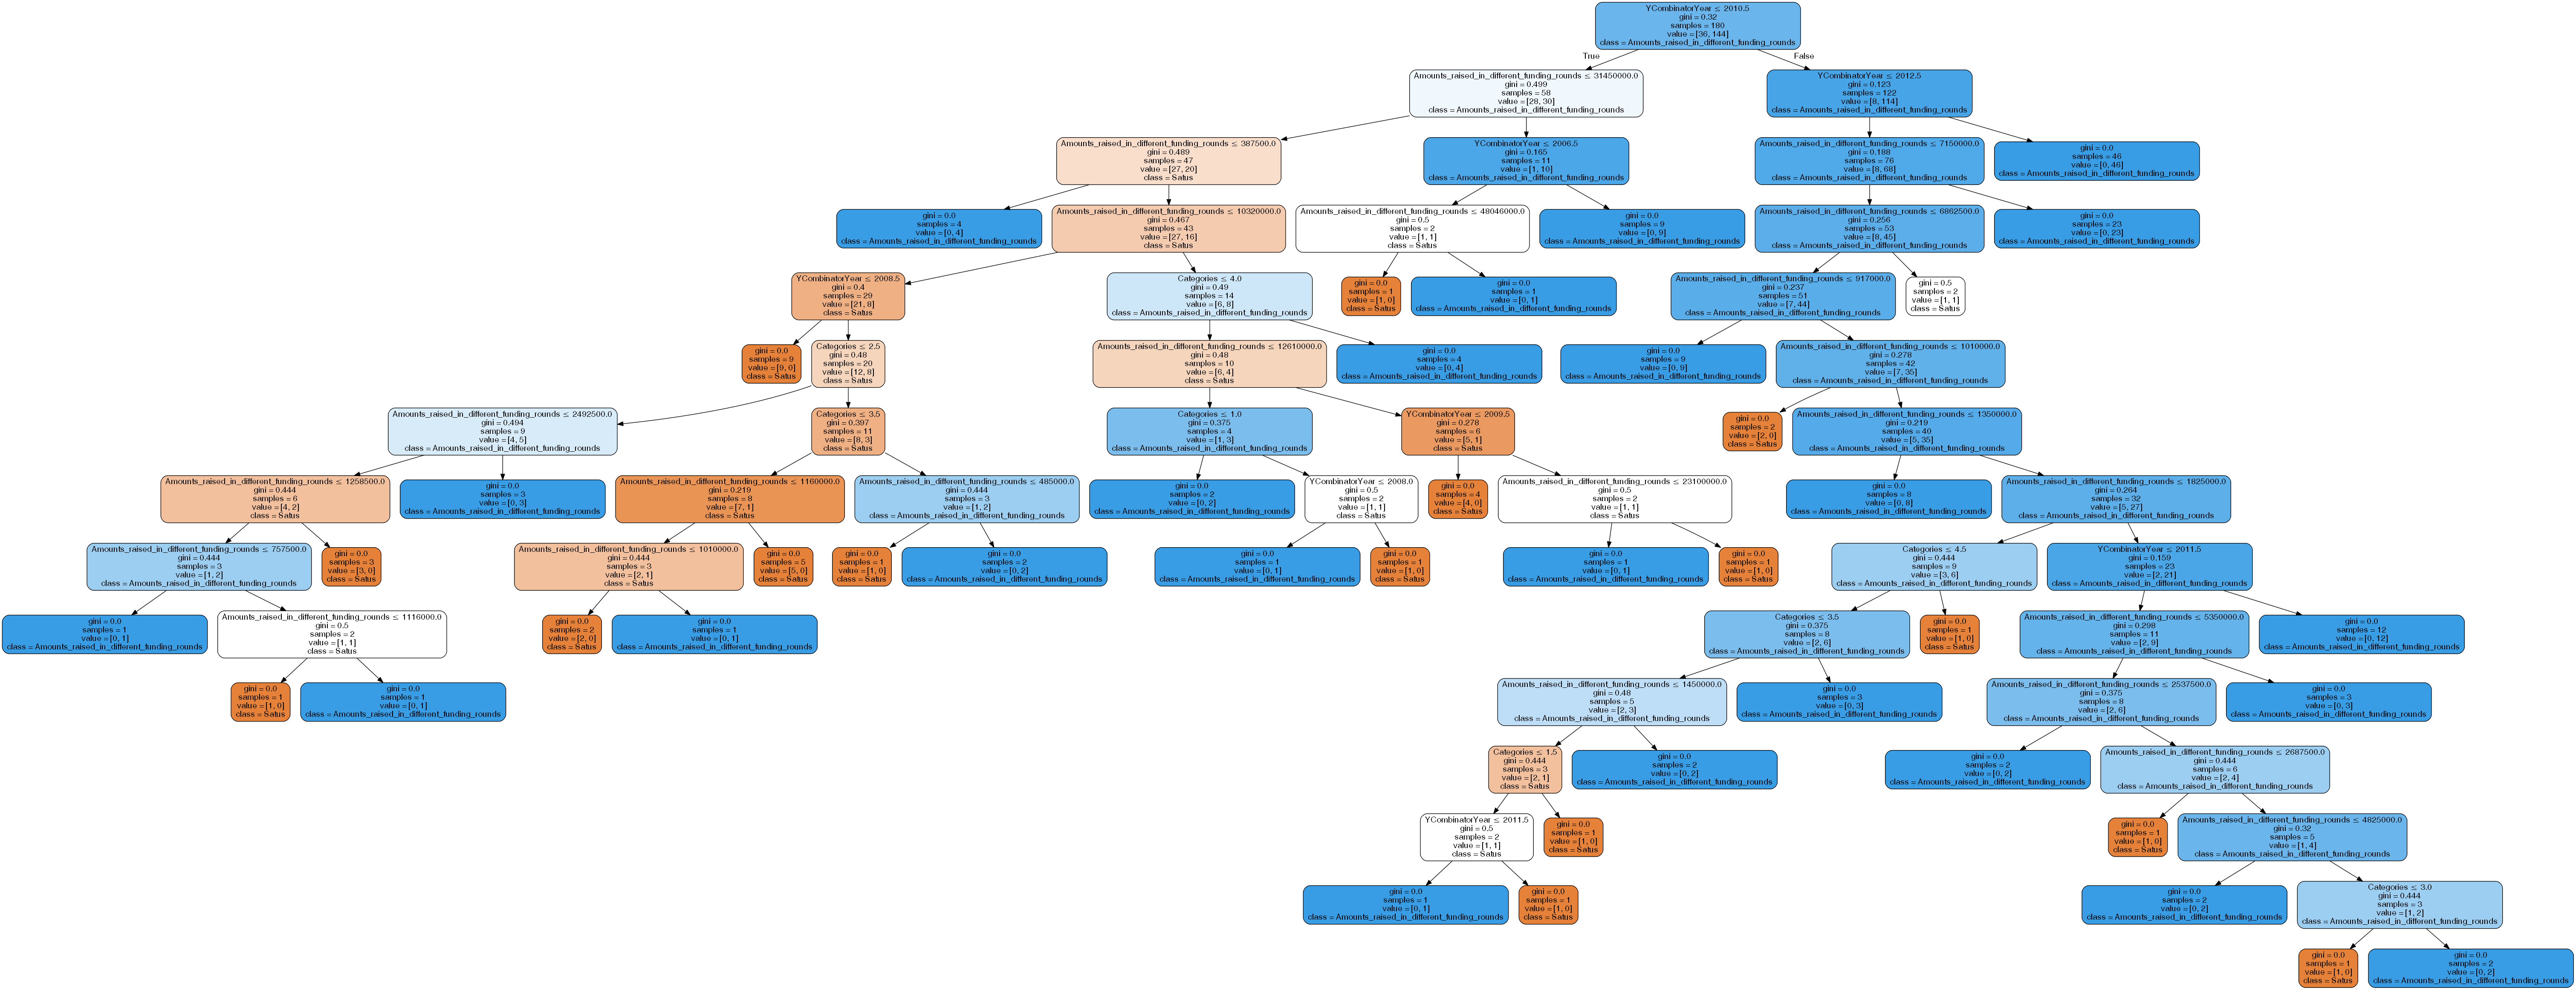 YCombinatorYear ≤ 2010.5
gini = 0.32
samples = 180
value = [36, 144]
class = Amounts_raised_in_different_funding_rounds
True
False
Amounts_raised_in_different_funding_rounds ≤ 31450000.0
gini = 0.499
samples = 58
value = [28, 30]
class = Amounts_raised_in_different_funding_rounds
YCombinatorYear ≤ 2012.5
gini = 0.123
samples = 122
value = [8, 114]
class = Amounts_raised_in_different_funding_rounds
Amounts_raised_in_different_funding_rounds ≤ 387500.0
gini = 0.489
samples = 47
value = [27, 20]
class = Satus
YCombinatorYear ≤ 2006.5
gini = 0.165
samples = 11
value = [1, 10]
class = Amounts_raised_in_different_funding_rounds
Amounts_raised_in_different_funding_rounds ≤ 7150000.0
gini = 0.188
samples = 76
value = [8, 68]
class = Amounts_raised_in_different_funding_rounds
gini = 0.0
samples = 46
value = [0, 46]
class = Amounts_raised_in_different_funding_rounds
gini = 0.0
samples = 4
value = [0, 4]
class = Amounts_raised_in_different_funding_rounds
Amounts_raised_in_different_funding_rounds ≤ 10320000.0
gini = 0.467
samples = 43
value = [27, 16]
class = Satus
Amounts_raised_in_different_funding_rounds ≤ 48046000.0
gini = 0.5
samples = 2
value = [1, 1]
class = Satus
gini = 0.0
samples = 9
value = [0, 9]
class = Amounts_raised_in_different_funding_rounds
Amounts_raised_in_different_funding_rounds ≤ 6862500.0
gini = 0.256
samples = 53
value = [8, 45]
class = Amounts_raised_in_different_funding_rounds
gini = 0.0
samples = 23
value = [0, 23]
class = Amounts_raised_in_different_funding_rounds
YCombinatorYear ≤ 2008.5
gini = 0.4
samples = 29
value = [21, 8]
class = Satus
Categories ≤ 4.0
gini = 0.49
samples = 14
value = [6, 8]
class = Amounts_raised_in_different_funding_rounds
gini = 0.0
samples = 1
value = [1, 0]
class = Satus
gini = 0.0
samples = 1
value = [0, 1]
class = Amounts_raised_in_different_funding_rounds
Amounts_raised_in_different_funding_rounds ≤ 917000.0
gini = 0.237
samples = 51
value = [7, 44]
class = Amounts_raised_in_different_funding_rounds
gini = 0.5
samples = 2
value = [1, 1]
class = Satus
gini = 0.0
samples = 9
value = [9, 0]
class = Satus
Categories ≤ 2.5
gini = 0.48
samples = 20
value = [12, 8]
class = Satus
Amounts_raised_in_different_funding_rounds ≤ 12610000.0
gini = 0.48
samples = 10
value = [6, 4]
class = Satus
gini = 0.0
samples = 4
value = [0, 4]
class = Amounts_raised_in_different_funding_rounds
gini = 0.0
samples = 9
value = [0, 9]
class = Amounts_raised_in_different_funding_rounds
Amounts_raised_in_different_funding_rounds ≤ 1010000.0
gini = 0.278
samples = 42
value = [7, 35]
class = Amounts_raised_in_different_funding_rounds
Amounts_raised_in_different_funding_rounds ≤ 2492500.0
gini = 0.494
samples = 9
value = [4, 5]
class = Amounts_raised_in_different_funding_rounds
Categories ≤ 3.5
gini = 0.397
samples = 11
value = [8, 3]
class = Satus
Categories ≤ 1.0
gini = 0.375
samples = 4
value = [1, 3]
class = Amounts_raised_in_different_funding_rounds
YCombinatorYear ≤ 2009.5
gini = 0.278
samples = 6
value = [5, 1]
class = Satus
gini = 0.0
samples = 2
value = [2, 0]
class = Satus
Amounts_raised_in_different_funding_rounds ≤ 1350000.0
gini = 0.219
samples = 40
value = [5, 35]
class = Amounts_raised_in_different_funding_rounds
Amounts_raised_in_different_funding_rounds ≤ 1258500.0
gini = 0.444
samples = 6
value = [4, 2]
class = Satus
gini = 0.0
samples = 3
value = [0, 3]
class = Amounts_raised_in_different_funding_rounds
Amounts_raised_in_different_funding_rounds ≤ 1160000.0
gini = 0.219
samples = 8
value = [7, 1]
class = Satus
Amounts_raised_in_different_funding_rounds ≤ 485000.0
gini = 0.444
samples = 3
value = [1, 2]
class = Amounts_raised_in_different_funding_rounds
gini = 0.0
samples = 2
value = [0, 2]
class = Amounts_raised_in_different_funding_rounds
YCombinatorYear ≤ 2008.0
gini = 0.5
samples = 2
value = [1, 1]
class = Satus
gini = 0.0
samples = 4
value = [4, 0]
class = Satus
Amounts_raised_in_different_funding_rounds ≤ 23100000.0
gini = 0.5
samples = 2
value = [1, 1]
class = Satus
gini = 0.0
samples = 8
value = [0, 8]
class = Amounts_raised_in_different_funding_rounds
Amounts_raised_in_different_funding_rounds ≤ 1825000.0
gini = 0.264
samples = 32
value = [5, 27]
class = Amounts_raised_in_different_funding_rounds
Amounts_raised_in_different_funding_rounds ≤ 757500.0
gini = 0.444
samples = 3
value = [1, 2]
class = Amounts_raised_in_different_funding_rounds
gini = 0.0
samples = 3
value = [3, 0]
class = Satus
Amounts_raised_in_different_funding_rounds ≤ 1010000.0
gini = 0.444
samples = 3
value = [2, 1]
class = Satus
gini = 0.0
samples = 5
value = [5, 0]
class = Satus
gini = 0.0
samples = 1
value = [1, 0]
class = Satus
gini = 0.0
samples = 2
value = [0, 2]
class = Amounts_raised_in_different_funding_rounds
gini = 0.0
samples = 1
value = [0, 1]
class = Amounts_raised_in_different_funding_rounds
gini = 0.0
samples = 1
value = [1, 0]
class = Satus
gini = 0.0
samples = 1
value = [0, 1]
class = Amounts_raised_in_different_funding_rounds
gini = 0.0
samples = 1
value = [1, 0]
class = Satus
Categories ≤ 4.5
gini = 0.444
samples = 9
value = [3, 6]
class = Amounts_raised_in_different_funding_rounds
YCombinatorYear ≤ 2011.5
gini = 0.159
samples = 23
value = [2, 21]
class = Amounts_raised_in_different_funding_rounds
gini = 0.0
samples = 1
value = [0, 1]
class = Amounts_raised_in_different_funding_rounds
Amounts_raised_in_different_funding_rounds ≤ 1116000.0
gini = 0.5
samples = 2
value = [1, 1]
class = Satus
gini = 0.0
samples = 2
value = [2, 0]
class = Satus
gini = 0.0
samples = 1
value = [0, 1]
class = Amounts_raised_in_different_funding_rounds
Categories ≤ 3.5
gini = 0.375
samples = 8
value = [2, 6]
class = Amounts_raised_in_different_funding_rounds
gini = 0.0
samples = 1
value = [1, 0]
class = Satus
Amounts_raised_in_different_funding_rounds ≤ 5350000.0
gini = 0.298
samples = 11
value = [2, 9]
class = Amounts_raised_in_different_funding_rounds
gini = 0.0
samples = 12
value = [0, 12]
class = Amounts_raised_in_different_funding_rounds
gini = 0.0
samples = 1
value = [1, 0]
class = Satus
gini = 0.0
samples = 1
value = [0, 1]
class = Amounts_raised_in_different_funding_rounds
Amounts_raised_in_different_funding_rounds ≤ 1450000.0
gini = 0.48
samples = 5
value = [2, 3]
class = Amounts_raised_in_different_funding_rounds
gini = 0.0
samples = 3
value = [0, 3]
class = Amounts_raised_in_different_funding_rounds
Amounts_raised_in_different_funding_rounds ≤ 2537500.0
gini = 0.375
samples = 8
value = [2, 6]
class = Amounts_raised_in_different_funding_rounds
gini = 0.0
samples = 3
value = [0, 3]
class = Amounts_raised_in_different_funding_rounds
Categories ≤ 1.5
gini = 0.444
samples = 3
value = [2, 1]
class = Satus
gini = 0.0
samples = 2
value = [0, 2]
class = Amounts_raised_in_different_funding_rounds
gini = 0.0
samples = 2
value = [0, 2]
class = Amounts_raised_in_different_funding_rounds
Amounts_raised_in_different_funding_rounds ≤ 2687500.0
gini = 0.444
samples = 6
value = [2, 4]
class = Amounts_raised_in_different_funding_rounds
YCombinatorYear ≤ 2011.5
gini = 0.5
samples = 2
value = [1, 1]
class = Satus
gini = 0.0
samples = 1
value = [1, 0]
class = Satus
gini = 0.0
samples = 1
value = [1, 0]
class = Satus
Amounts_raised_in_different_funding_rounds ≤ 4825000.0
gini = 0.32
samples = 5
value = [1, 4]
class = Amounts_raised_in_different_funding_rounds
gini = 0.0
samples = 1
value = [0, 1]
class = Amounts_raised_in_different_funding_rounds
gini = 0.0
samples = 1
value = [1, 0]
class = Satus
gini = 0.0
samples = 2
value = [0, 2]
class = Amounts_raised_in_different_funding_rounds
Categories ≤ 3.0
gini = 0.444
samples = 3
value = [1, 2]
class = Amounts_raised_in_different_funding_rounds
gini = 0.0
samples = 1
value = [1, 0]
class = Satus
gini = 0.0
samples = 2
value = [0, 2]
class = Amounts_raised_in_different_funding_rounds